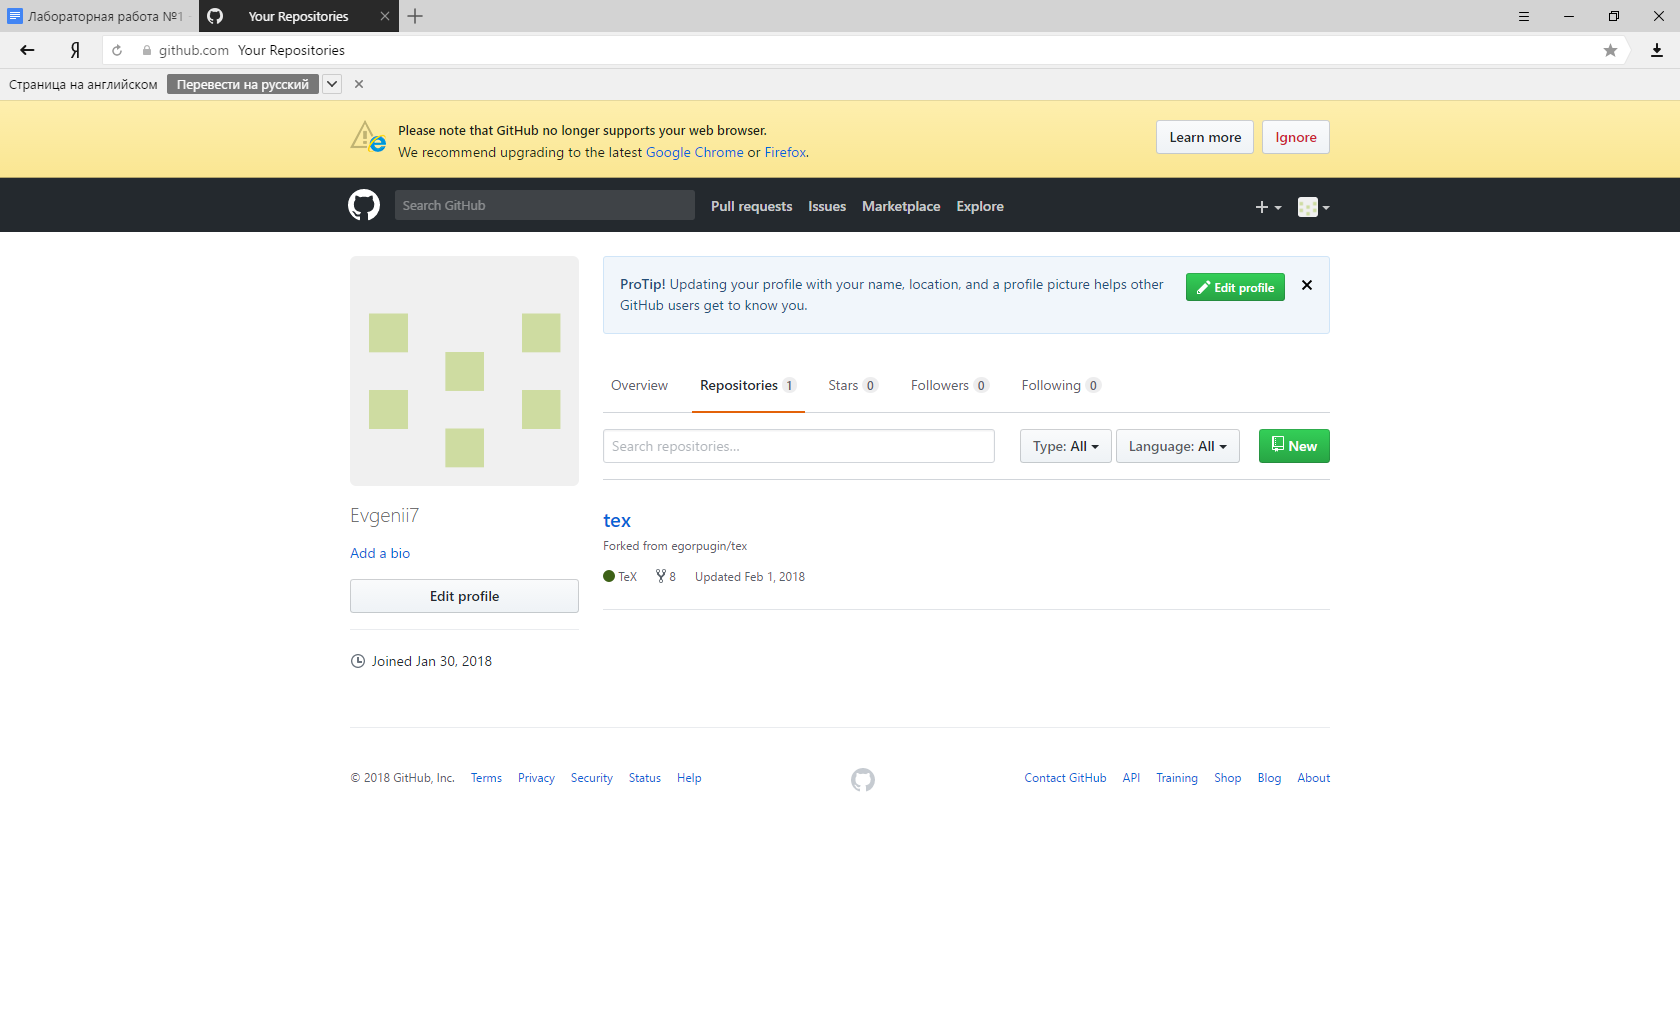 Лабораторная работа №1
Your Repositories
Я
github.com Your Repositories
Страница на английском Перевести на русский
Please note that GitHub no longer supports your web browser.
We recommend upgrading to the latest Google Chrome or Firefox.
Learn more
Ignore
Search GitHub
Pull requests Issues Marketplace Explore
ProTip! Updating your profile with your name, location, and a profile picture helps other
GitHub users get to know you.
Edit profile
Overview Repositories 1 Stars 0 Followers 0 Following 0
Search repositories...
Type: All Language: All New
Evgenii7
Add a bio
Edit profile
Joined Jan 30, 2018
tex
Forked from egorpugin/tex
TeX 8 Updated Feb 1, 2018
© 2018 GitHub, Inc. Terms Privacy Security Status Help
Contact GitHub API Training Shop Blog About